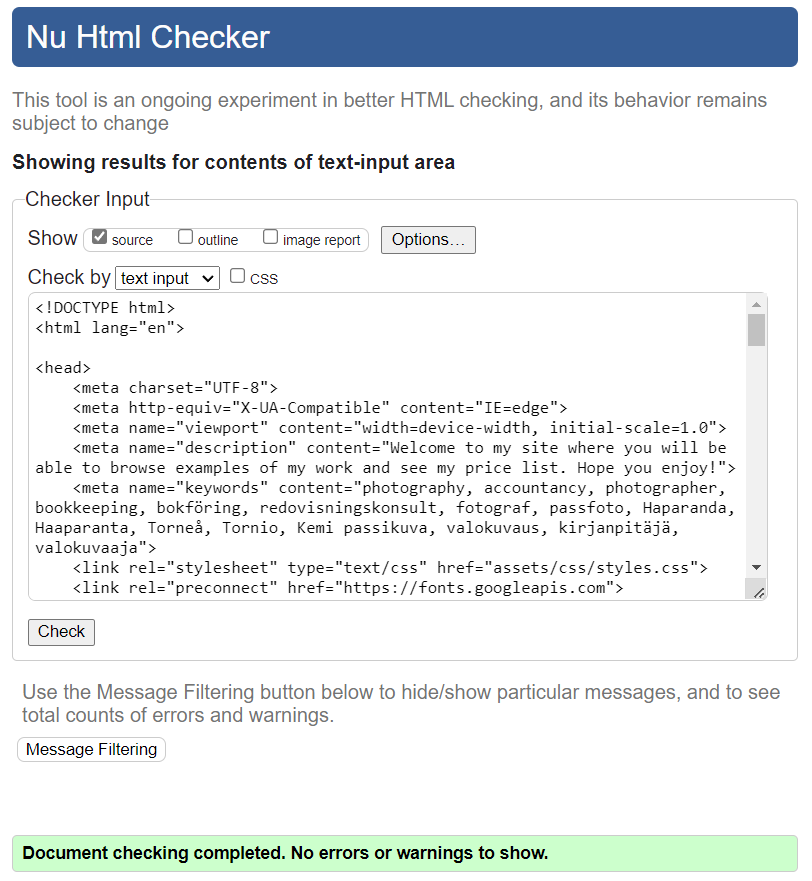 Nu Html Checker
This tool is an ongoing experiment in better HTML checking, and its behavior remains
subject to change
Showing results for contents of text-input area
Checker Input
Show source outline image report Options…
Check by text input CSS
<!DOCTYPE html>
<html lang="en">
<head>
<meta charset="UTF-8">
<meta http-equiv="X-UA-Compatible" content="IE=edge">
<meta name="viewport" content="width=device-width, initial-scale=1.0">
<meta name="description" content="Welcome to my site where you will be
able to browse examples of my work and see my price list. Hope you enjoy!">
<meta name="keywords" content="photography, accountancy, photographer,
bookkeeping, bokföring, redovisningskonsult, fotograf, passfoto, Haparanda,
Haaparanta, Torneå, Tornio, Kemi passikuva, valokuvaus, kirjanpitäjä,
valokuvaaja">
<link rel="stylesheet" type="text/css" href="assets/css/styles.css">
<link rel="preconnect" href="https://fonts.googleapis.com">
Check
Use the Message Filtering button below to hide/show particular messages, and to see
total counts of errors and warnings.
Message Filtering
Document checking completed. No errors or warnings to show.